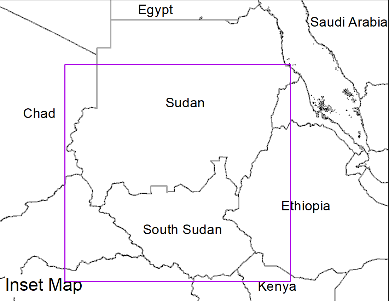 Egypt
Saudi Arabia
Chad
Sudan
Ethiopia
South Sudan
Inset Map
Kenya